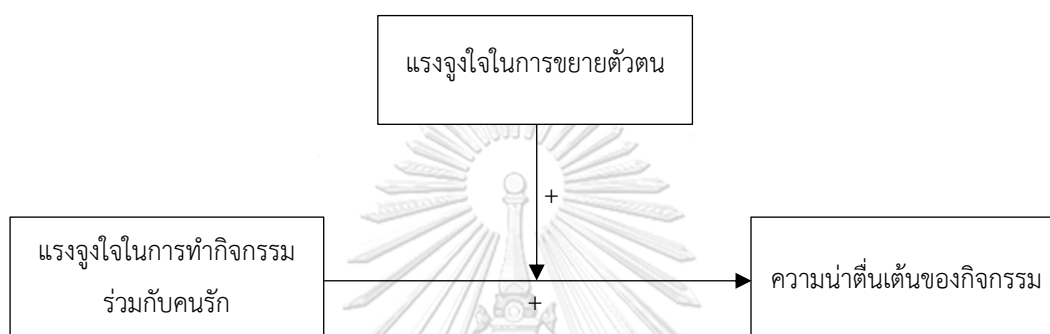 แรงจูงใจในการขยายตัวตน
+
แรงจูงใจในการทำกิจกรรม
ร่วมกับคนรัก
+
ความน่าตื่นเต้นของกิจกรรม